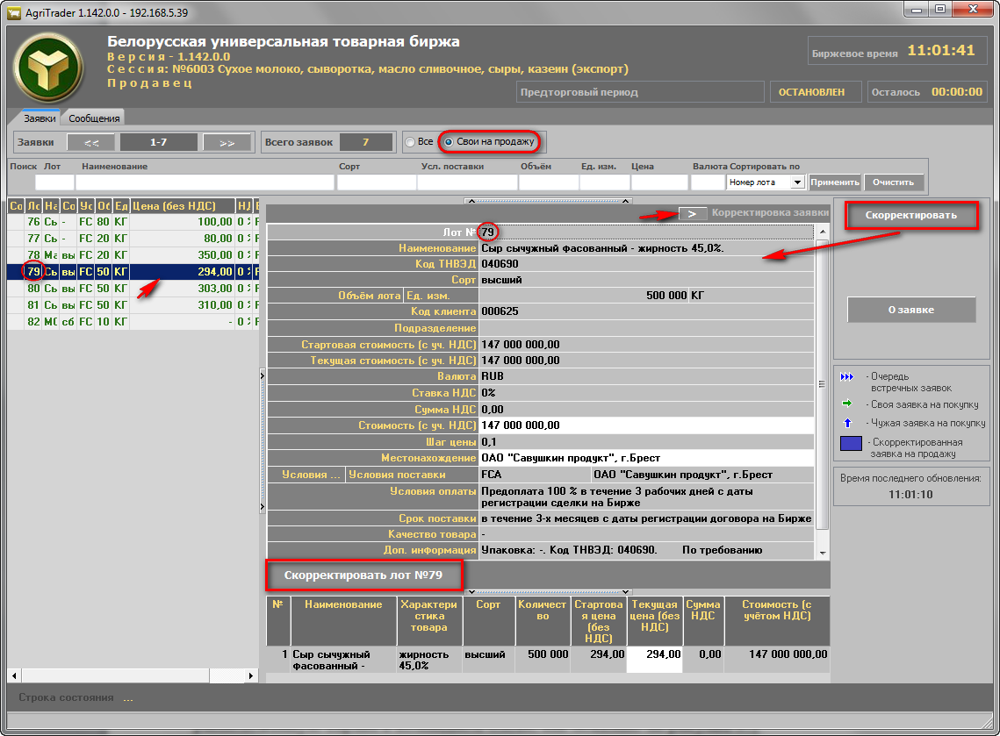 AgriTrader 1.142.0.0 - 192.168.5.39
Белорусская универсальная товарная биржа
Версия - 1.142.0.0
Сессия: №6003 Сухое молоко, сыворотка, масло сливочное, сыры, казеин (экспорт)
Продавец
Биржевое время 11:01:41
Предторговый период ОСТАНОВЛЕН Осталось 00:00:00
Заявки Сообщения
Заявки << 1-7 >> Всего заявок 7 Все Свои на продажу
Поиск Лот Наименование Сорт Усл. поставки Объём Ед. изм. Цена Валюта Сортировать по
Номер лота Применить Очистить
Со Ло На Со Ус Об Ед Цена (без НДС) НД
76 Сь - FC 80 КГ 100,00 0
77 Сь - FC 20 КГ 80,00 0
78 Ма вы FC 20 КГ 350,00 0
79 Сь вы FC 50 КГ 294,00 0
80 Сь вы FC 50 КГ 303,00 0
81 Сь вы FC 50 КГ 310,00 0
82 МО сб FC 10 КГ - 0
> Корректировка заявки
Лот № 79
Наименование Сыр сычужный фасованный - жирность 45,0%.
Код ТНВЭД 040690
Сорт высший
Объём лота Ед. изм. 500 000 КГ
Код клиента 000625
Подразделение
Стартовая стоимость (с уч. НДС) 147 000 000,00
Текущая стоимость (с уч. НДС) 147 000 000,00
Валюта RUB
Ставка НДС 0%
Сумма НДС 0,00
Стоимость (с уч. НДС) 147 000 000,00
Шаг цены 0,1
Местонахождение ОАО "Савушкин продукт", г.Брест
Условия ... Условия поставки FCA ОАО "Савушкин продукт", г.Брест
Условия оплаты Предоплата 100 % в течение 3 рабочих дней с даты
регистрации сделки на Бирже
Срок поставки в течение 3-х месяцев с даты регистрации договора на Бирже
Качество товара -
Доп. информация Упаковка: -. Код ТНВЭД: 040690. По требованию
Скорректировать лот №79
№ Наименование Характери Сорт Количест Стартова Текущая Сумма Стоимость (с
стика во я цена цена (без НДС учётом НДС)
товара (без НДС)
НДС)
1 Сыр сычужный жирность высший 500 000 294,00 294,00 0,00 147 000 000,00
фасованный - 45,0%
Скорректировать
О заявке
- Очередь
встречных заявок
- Своя заявка на покупку
- Чужая заявка на покупку
- Скорректированная
заявка на продажу
Время последнего обновления:
11:01:10
Строка состояния ...